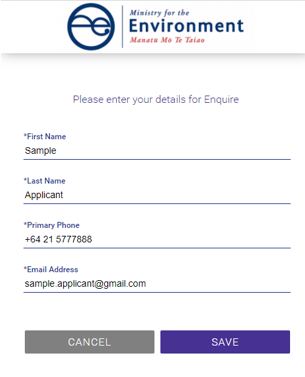 Ministry for the
Environment
Manatū Mō Te Taiao
Please enter your details for Enquire
*First Name
Sample
*Last Name
Applicant
*Primary Phone
+64 21 5777888
*Email Address
sample.applicant@gmail.com
CANCEL SAVE